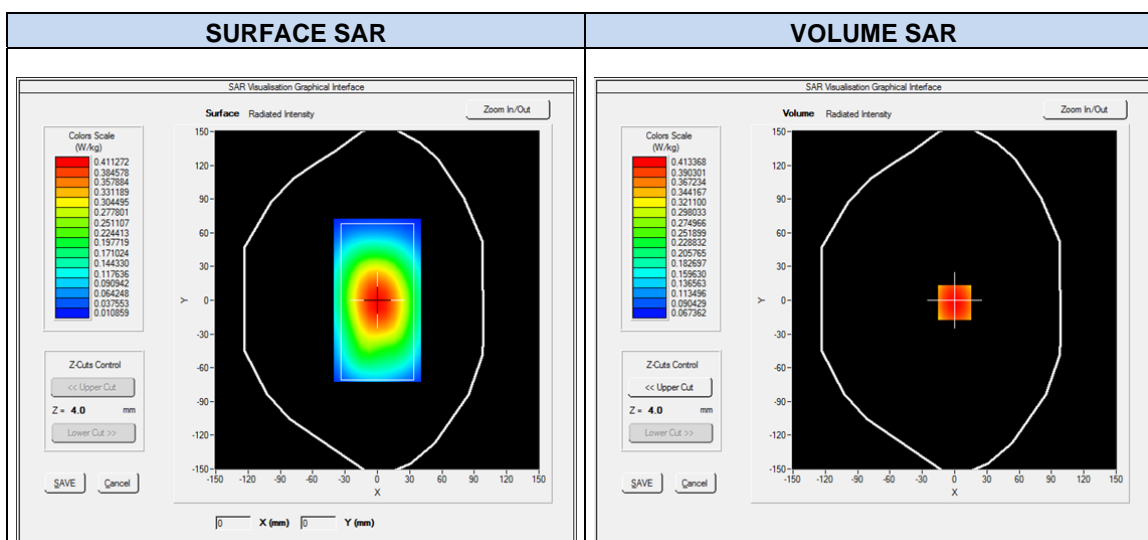 SURFACE SAR
VOLUME SAR
SAR Visualisation Graphical Interface
Surface Radiated Intensity
Zoom In/Out
Colors Scale
(W/kg)
0.411272
0.384578
0.357884
0.331189
0.304495
0.277801
0.251107
0.224413
0.197719
0.171024
0.144330
0.117636
0.090942
0.064248
0.037553
0.010859
Z-Cuts Control
<< Upper Cut
Z = 4.0 mm
Lower Cut >>
SAVE Cancel
150
120
90
60
30
0
-30
-60
-90
-120
-150
Y
-150 -120 -90 -60 -30 0 30 60 90 120 150
X
0 X (mm) 0 Y (mm)
SAR Visualisation Graphical Interface
Volume Radiated Intensity
Zoom In/Out
Colors Scale
(W/kg)
0.413368
0.390301
0.367234
0.344167
0.321100
0.298033
0.274966
0.251899
0.228832
0.205765
0.182697
0.159630
0.136563
0.113496
0.090429
0.067362
Z-Cuts Control
<< Upper Cut
Z = 4.0 mm
Lower Cut >>
SAVE Cancel
150
120
90
60
30
0
-30
-60
-90
-120
-150
Y
-150 -120 -90 -60 -30 0 30 60 90 120 150
X